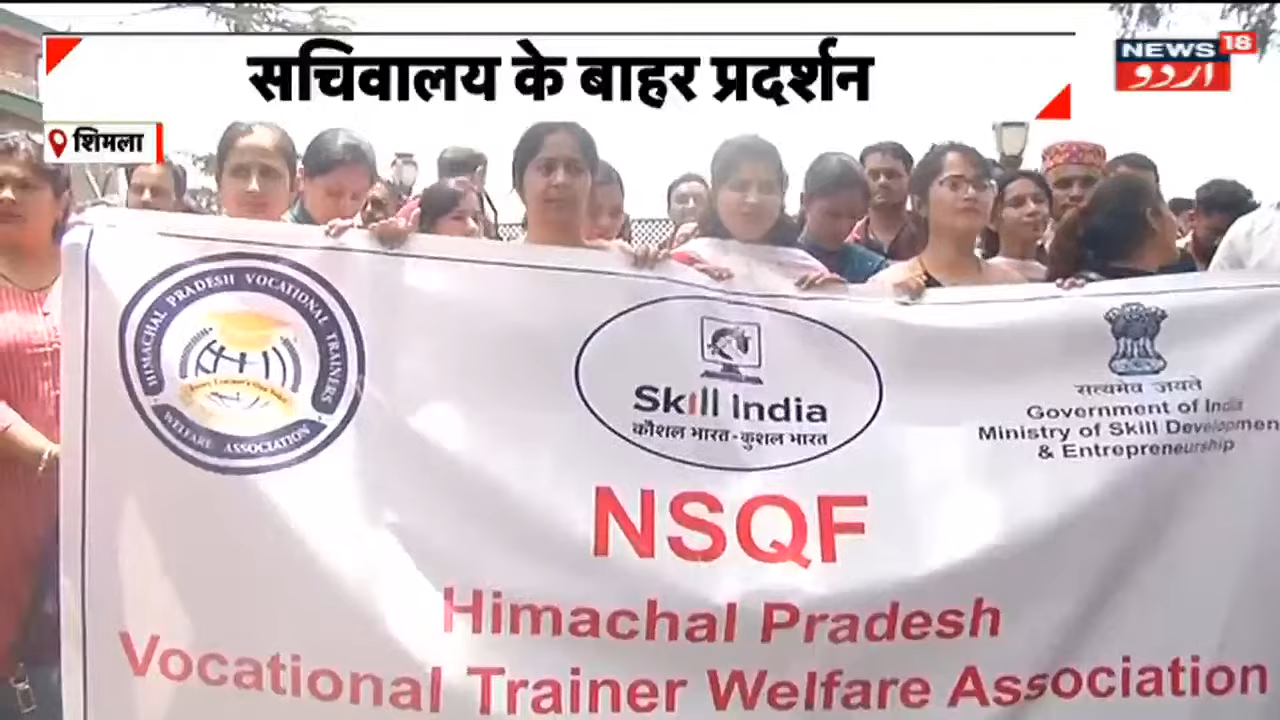 सचिवालय के बाहर प्रदर्शन
NEWS 18
اردو
शिमला
HIMACHAL PRADESH VOCATIONAL TRAINERS
WELFARE ASSOCIATION
Skill India
कौशल भारत-कुशल भारत
सत्यमेव जयते
Government of India
Ministry of Skill Developmen
& Entrepreneurship
NSQF
Himachal Pradesh
Vocational Trainer Welfare Association